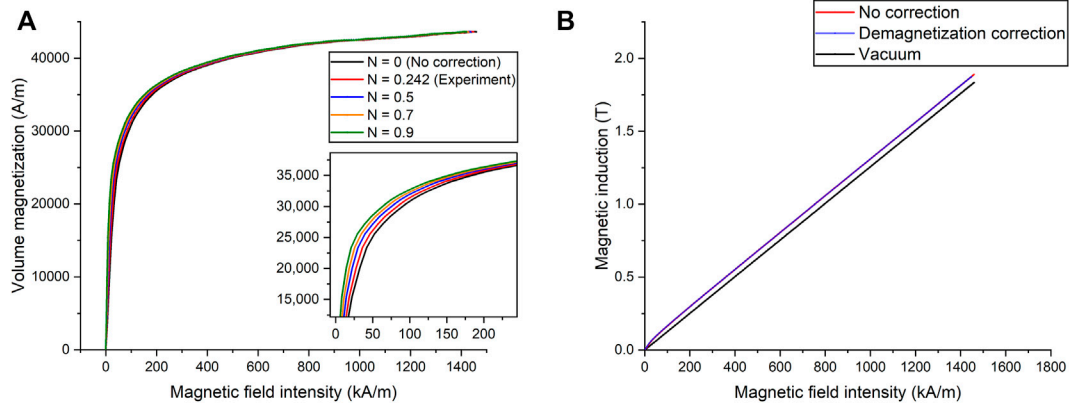 A
Volume magnetization (A/m)
40000
30000
20000
10000
0
0 200 400 600 800 1000 1200 1400
Magnetic field intensity (kA/m)
N = 0 (No correction)
N = 0.242 (Experiment)
N = 0.5
N = 0.7
N = 0.9
35,000
30,000
25,000
20,000
15,000
0 50 100 150 200
B
No correction
Demagnetization correction
Vacuum
Magnetic induction (T)
2.0
1.5
1.0
0.5
0.0
0 200 400 600 800 1000 1200 1400 1600 1800
Magnetic field intensity (kA/m)